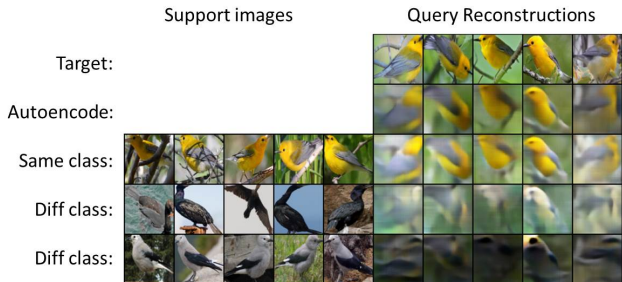 Support images
Query Reconstructions
Target:
Autoencode:
Same class:
Diff class:
Diff class: